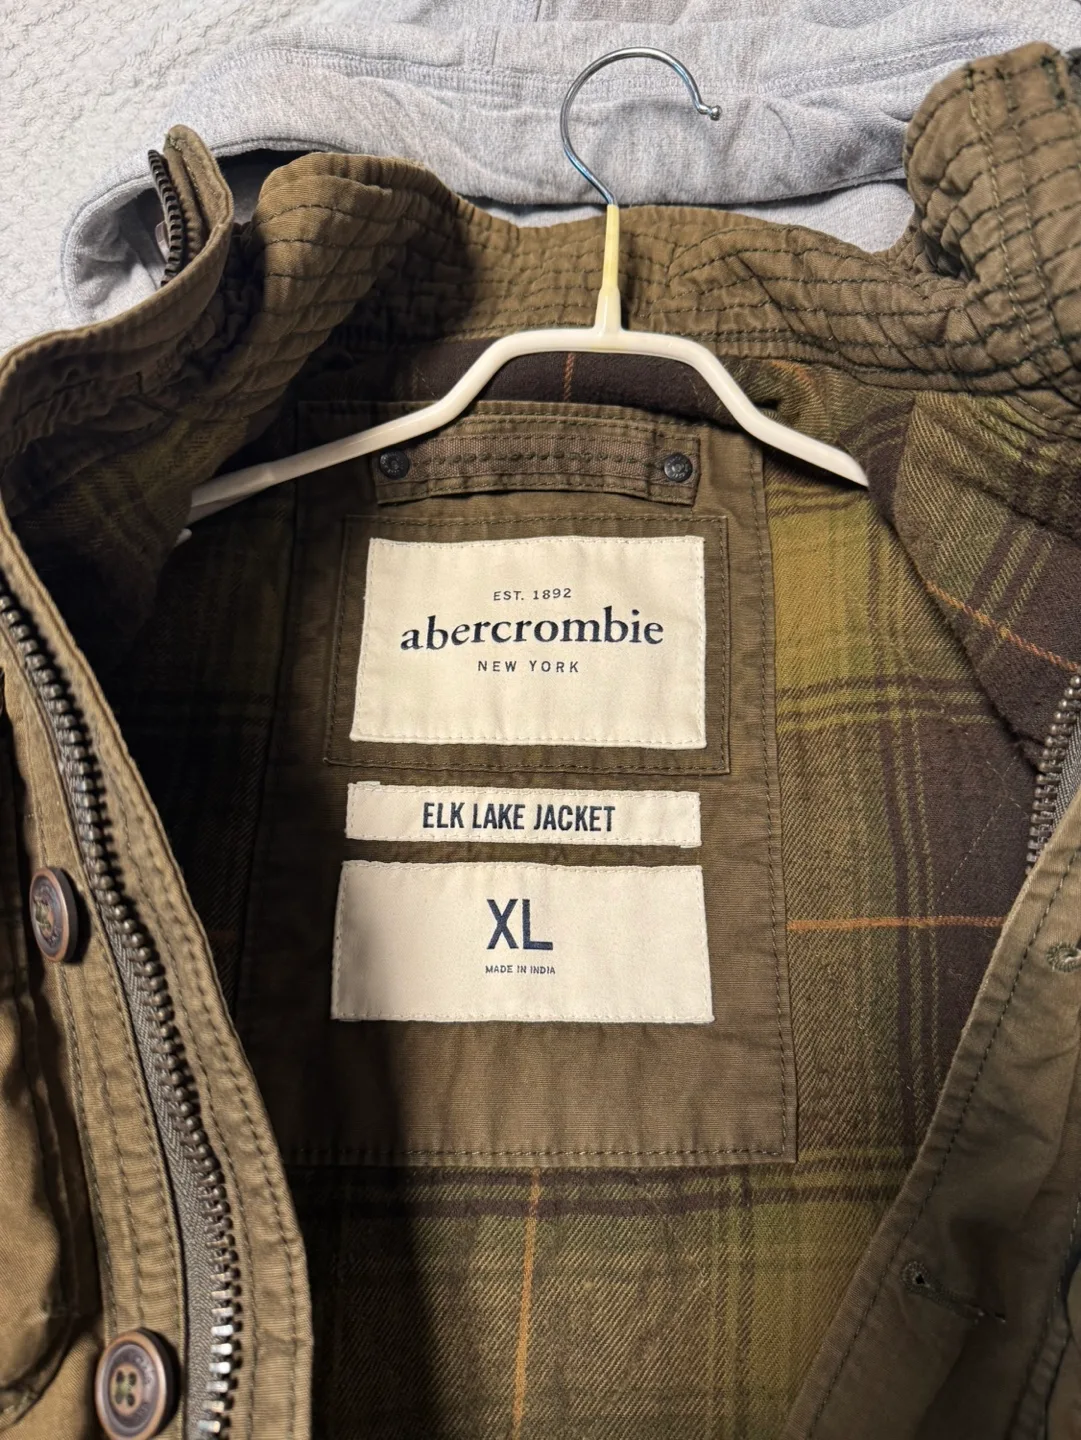 EST. 1892
abercrombie
NEW YORK
ELK LAKE JACKET
XL
MADE IN INDIA